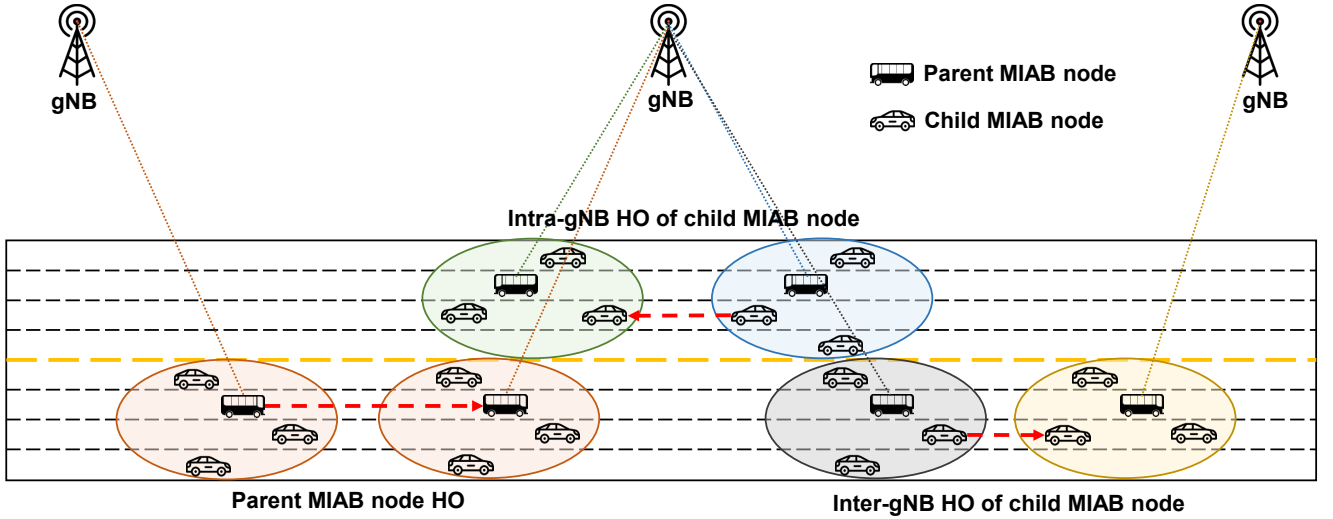 gNB
gNB
gNB
Parent MIAB node
Child MIAB node
Intra-gNB HO of child MIAB node
Parent MIAB node HO
Inter-gNB HO of child MIAB node